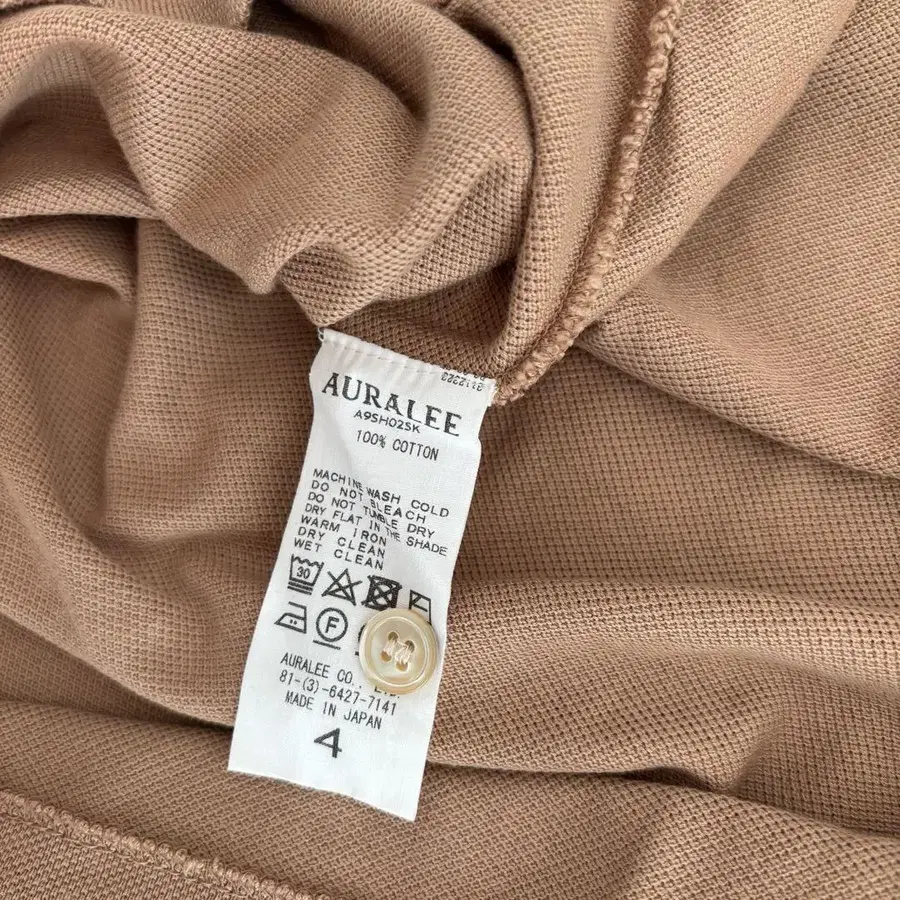 AURALEE
A9SH02SK
100% COTTON
MACHINE WASH COLD
DO NOT BLEACH
DO NOT TUMBLE DRY
DRY FLAT IN THE SHADE
WARM IRON
DRY CLEAN
WET CLEAN
30
F
AURALEE CO., LTD.
81-(3)-6427-7141
MADE IN JAPAN
4